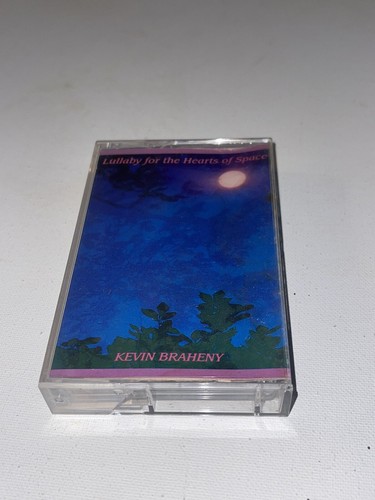 Lullaby for the Hearts of Space
KEVIN BRAHENY